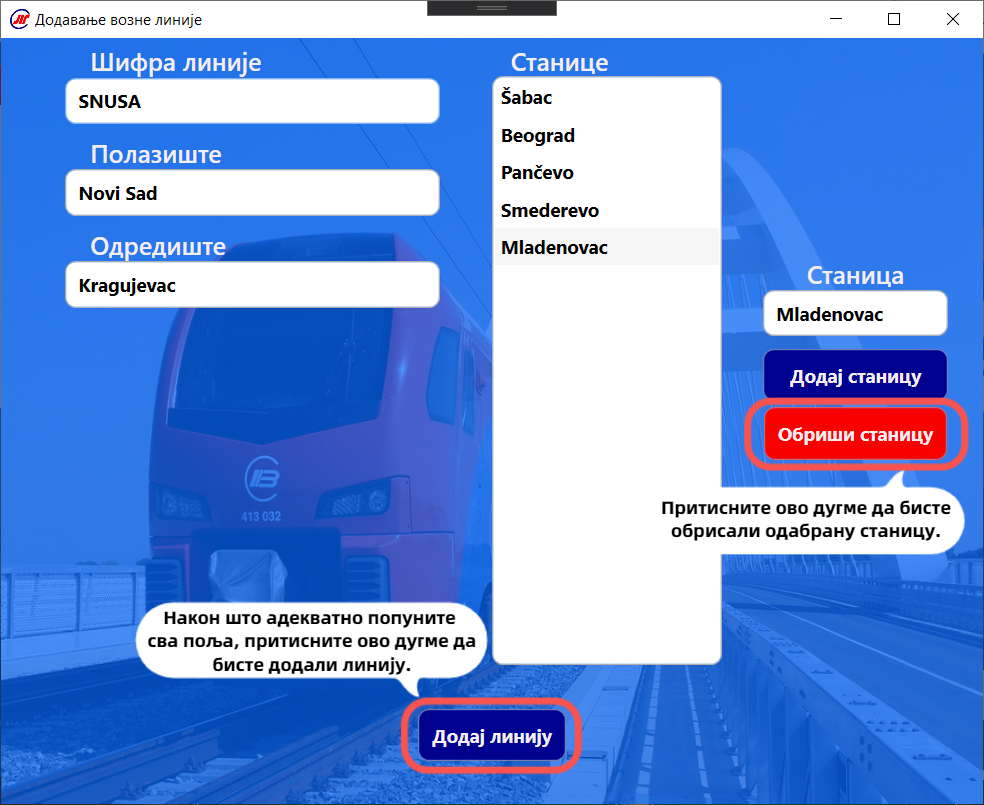 Додавање возне линије
Шифра линије
SNUSA
Полазиште
Novi Sad
Одредиште
Kragujevac
Станице
Šabac
Beograd
Pančevo
Smederevo
Mladenovac
Станица
Mladenovac
Додај станицу
Обриши станицу
Притисните ово дугме да бисте
обрисали одабрану станицу.
413 032
Након што адекватно попуните
сва поља, притисните ово дугме да
бисте додали линију.
Додај линију